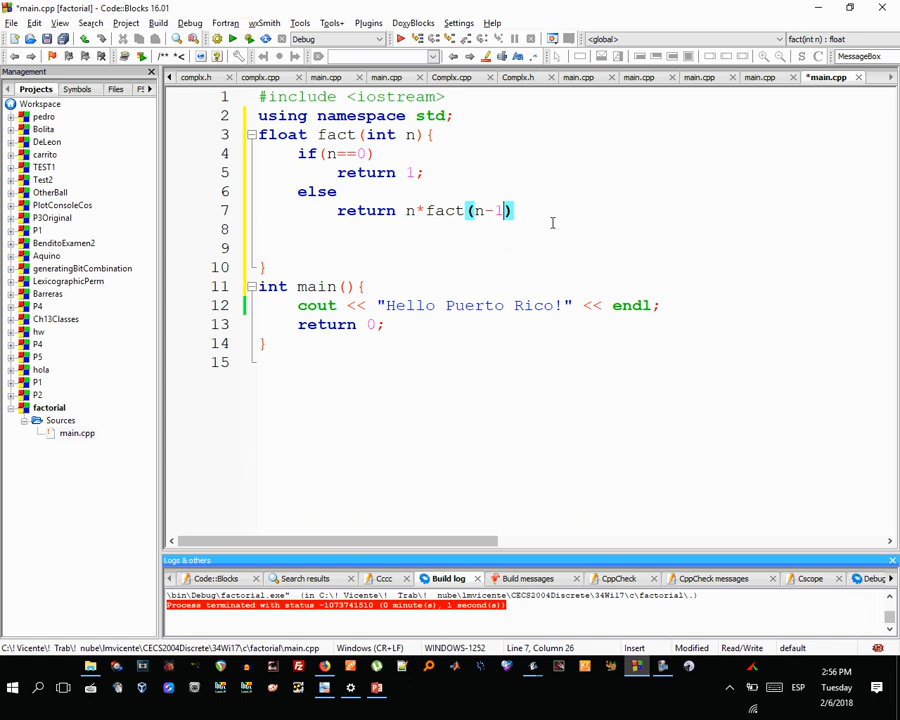 *main.cpp [factorial] - Code::Blocks 16.01
File Edit View Search Project Build Debug Fortran wxSmith Tools Tools+ Plugins DoxyBlocks Settings Help
Debug <global> fact(int n) : float
/** *< MessageBox
Management
complx.h complx.cpp main.cpp main.cpp Complx.cpp Complx.h main.cpp main.cpp main.cpp main.cpp *main.cpp
Projects Symbols Files FS
Workspace
pedro
Bolita
DeLeon
carrito
TEST1
Test2
OtherBall
PlotConsoleCos
P3Original
P1
BenditoExamen2
Aquino
generatingBitCombination
LexicographicPerm
Barreras
P4
Ch13Classes
hw
P4
P5
hola
P1
P2
factorial
Sources
main.cpp
1 #include <iostream>
2 using namespace std;
3 float fact(int n){
4 if(n==0)
5 return 1;
6 else
7 return n*fact(n-1)
8
9
10 }
11 int main(){
12 cout << "Hello Puerto Rico!" << endl;
13 return 0;
14 }
15
Logs & others
Code::Blocks Search results Cccc Build log Build messages CppCheck CppCheck messages Cscope Debug
\bin\Debug\factorial.exe" (in C:\! Vicente\! Trab\! nube\lmvicente\CECS2004Discrete\34Wi17\c\factorial\.)
Process terminated with status -1073741510 (0 minute(s), 1 second(s))
C:\! Vicente\! Trab\! nube\lmvicente\CECS2004Discrete\34Wi17\c\factorial\main.cpp Windows (CR+LF) WINDOWS-1252 Line 7, Column 26 Insert Modified Read/Write default
ESP
2:56 PM
Tuesday
2/6/2018